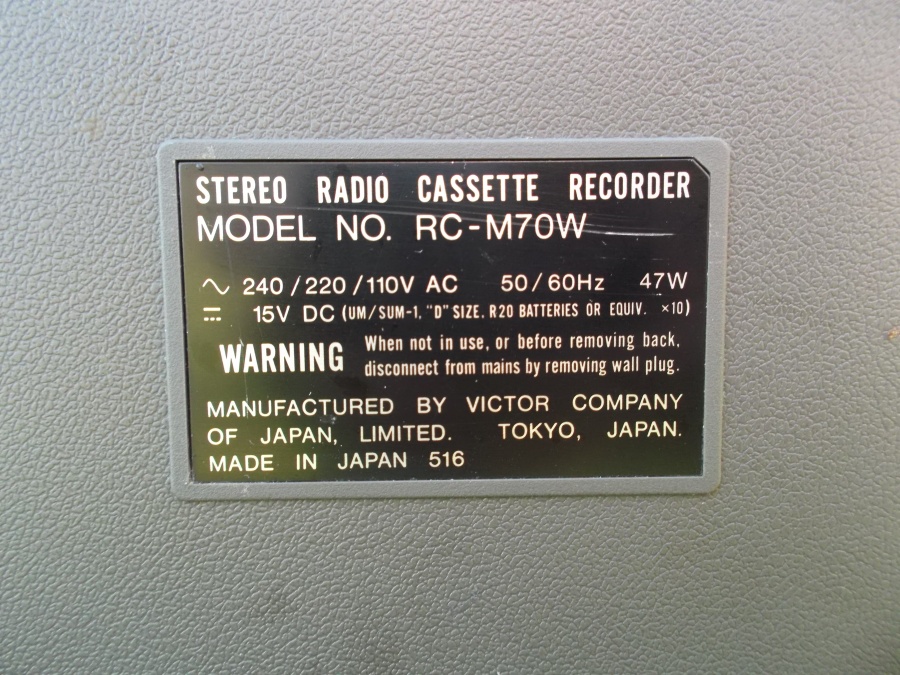 STEREO RADIO CASSETTE RECORDER
MODEL NO. RC-M70W
∿ 240/220/110V AC 50/60Hz 47W
⎓ 15V DC (UM/SUM-1, "D" SIZE, R20 BATTERIES OR EQUIV. ×10)
WARNING When not in use, or before removing back,
disconnect from mains by removing wall plug.
MANUFACTURED BY VICTOR COMPANY
OF JAPAN, LIMITED. TOKYO, JAPAN.
MADE IN JAPAN 516